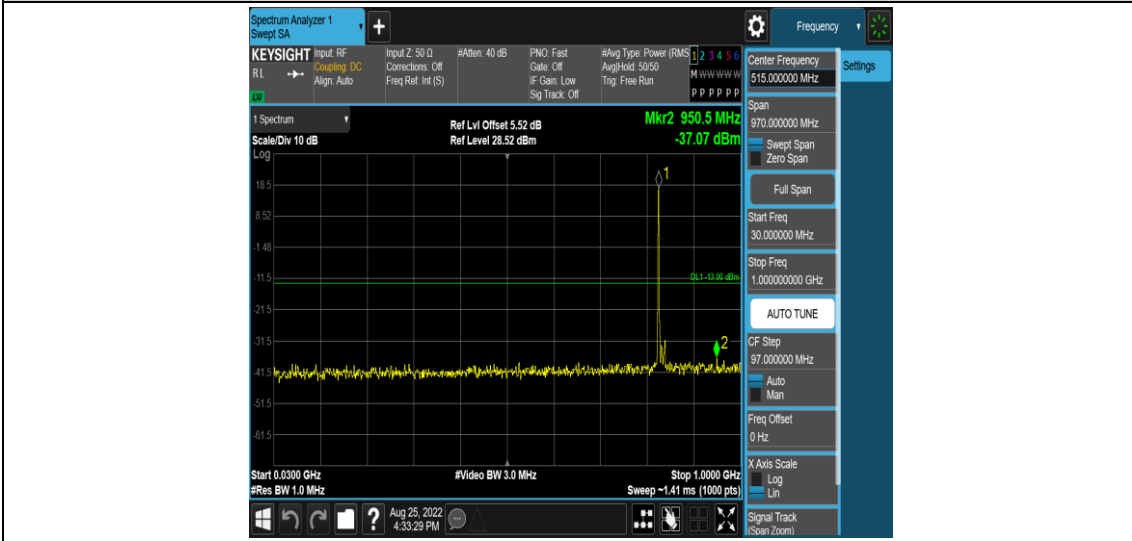 Spectrum Analyzer 1
Swept SA
+
Frequency
KEYSIGHT
RL
LXI
Input: RF
Coupling: DC
Align: Auto
Input Z: 50 Ω
Corrections: Off
Freq Ref: Int (S)
#Atten: 40 dB
PNO: Fast
Gate: Off
IF Gain: Low
Sig Track: Off
#Avg Type: Power (RMS
Avg|Hold: 50/50
Trig: Free Run
1 2 3 4 5 6
M W W W W W
P P P P P P
1 Spectrum
Scale/Div 10 dB
Log
Ref Lvl Offset 5.52 dB
Ref Level 28.52 dBm
Mkr2 950.5 MHz
-37.07 dBm
18.5
8.52
-1.48
-11.5
-21.5
-31.5
-41.5
-51.5
-61.5
1
DL1 -13.00 dBm
2
Start 0.0300 GHz
#Res BW 1.0 MHz
#Video BW 3.0 MHz
Stop 1.0000 GHz
Sweep ~1.41 ms (1000 pts)
?
Aug 25, 2022
4:33:29 PM
Center Frequency
515.000000 MHz
Settings
Span
970.000000 MHz
Swept Span
Zero Span
Full Span
Start Freq
30.000000 MHz
Stop Freq
1.000000000 GHz
AUTO TUNE
CF Step
97.000000 MHz
Auto
Man
Freq Offset
0 Hz
X Axis Scale
Log
Lin
Signal Track
(Span Zoom)